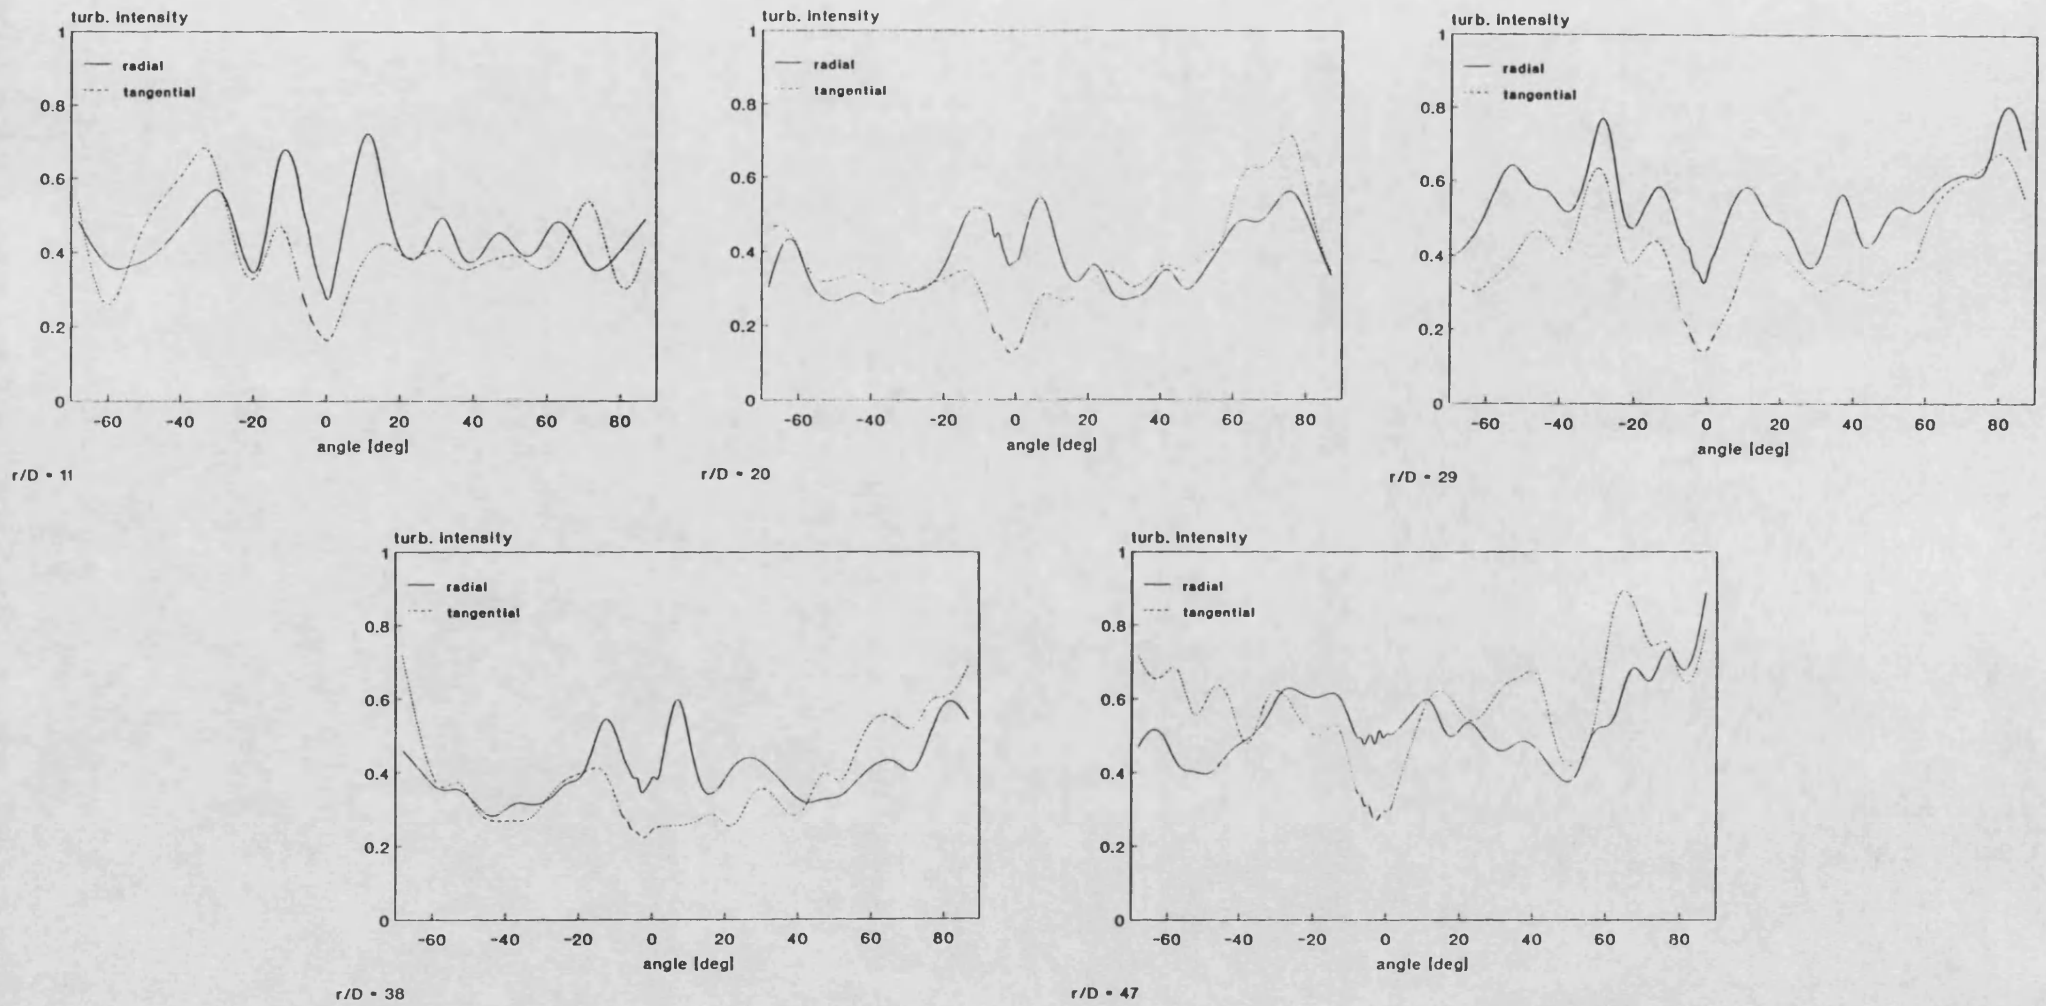 turb. intensity
1
radial
tangential
0.8
0.6
0.4
0.2
0
-60 -40 -20 0 20 40 60 80
angle [deg]
r/D = 11
turb. intensity
1
radial
tangential
0.8
0.6
0.4
0.2
0
-60 -40 -20 0 20 40 60 80
angle [deg]
r/D = 20
turb. intensity
1
radial
tangential
0.8
0.6
0.4
0.2
0
-60 -40 -20 0 20 40 60 80
angle [deg]
r/D = 29
turb. intensity
1
radial
tangential
0.8
0.6
0.4
0.2
0
-60 -40 -20 0 20 40 60 80
angle [deg]
r/D = 38
turb. intensity
1
radial
tangential
0.8
0.6
0.4
0.2
0
-60 -40 -20 0 20 40 60 80
angle [deg]
r/D = 47